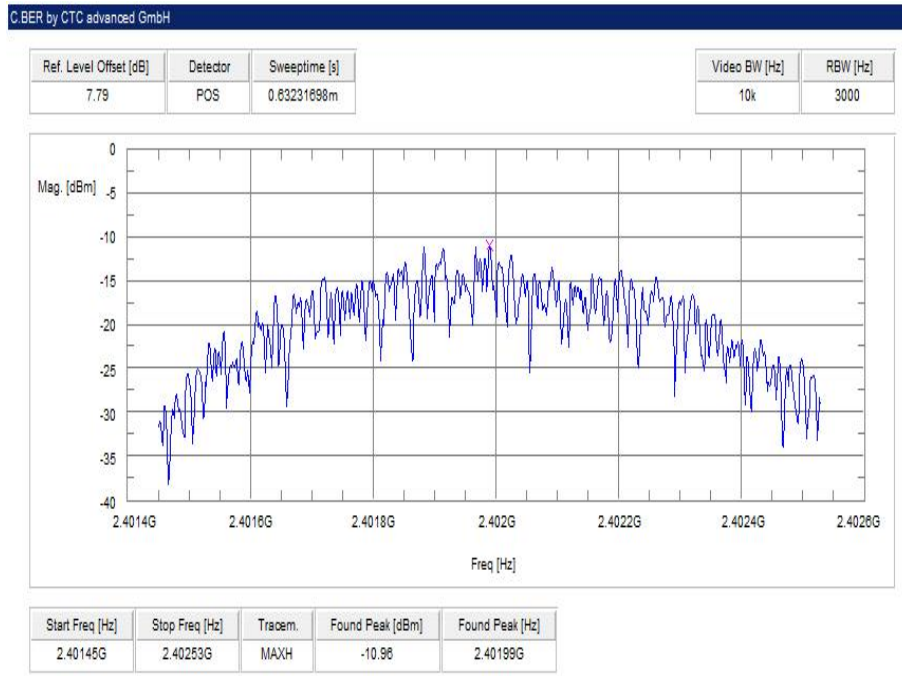 C.BER by CTC advanced GmbH
Ref. Level Offset [dB] Detector Sweeptime [s] Video BW [Hz] RBW [Hz]
7.79 POS 0.63231698m 10k 3000
0
Mag. [dBm] -5
-10
-15
-20
-25
-30
-35
-40
2.4014G 2.4016G 2.4018G 2.402G 2.4022G 2.4024G 2.4026G
Freq [Hz]
Start Freq [Hz] Stop Freq [Hz] Tracem. Found Peak [dBm] Found Peak [Hz]
2.40145G 2.40253G MAXH -10.96 2.40199G